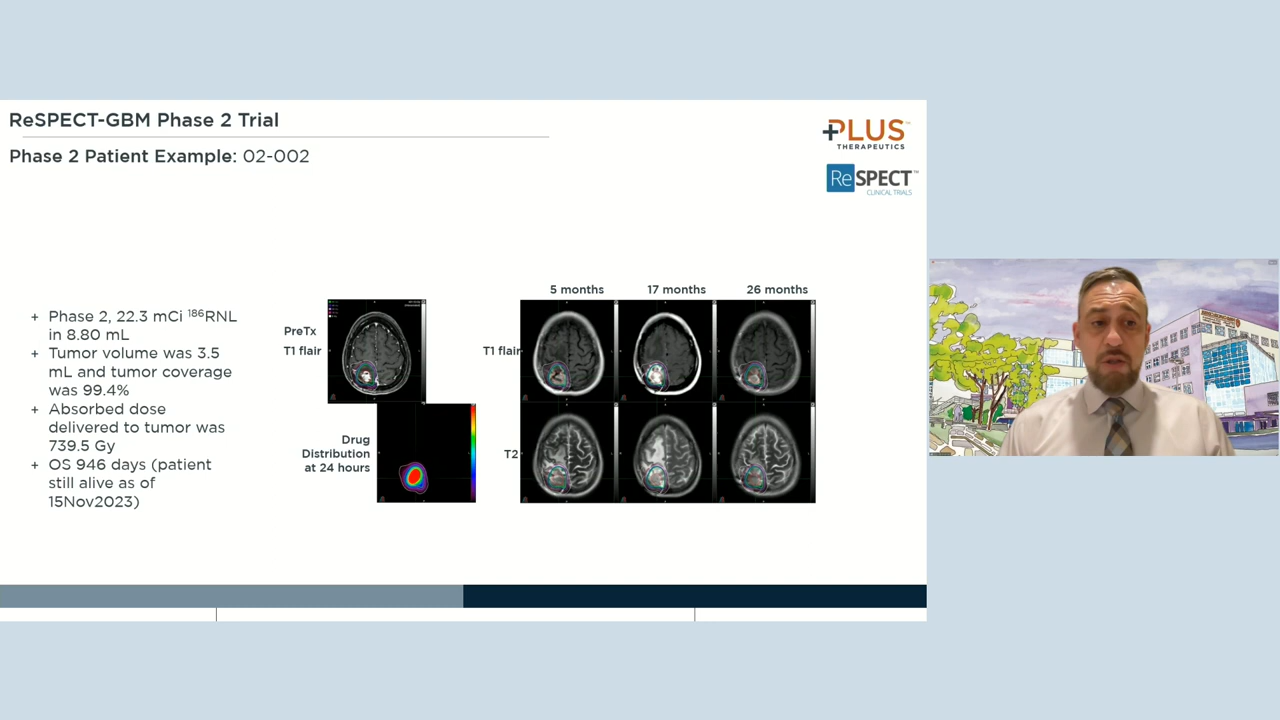 ReSPECT-GBM Phase 2 Trial
Phase 2 Patient Example: 02-002
+PLUS™
THERAPEUTICS
ReSPECT™
CLINICAL TRIALS
+ Phase 2, 22.3 mCi ¹⁸⁶RNL
in 8.80 mL
+ Tumor volume was 3.5
mL and tumor coverage
was 99.4%
+ Absorbed dose
delivered to tumor was
739.5 Gy
+ OS 946 days (patient
still alive as of
15Nov2023)
PreTx
T1 flair
Drug
Distribution
at 24 hours
5 months 17 months 26 months
T1 flair
T2